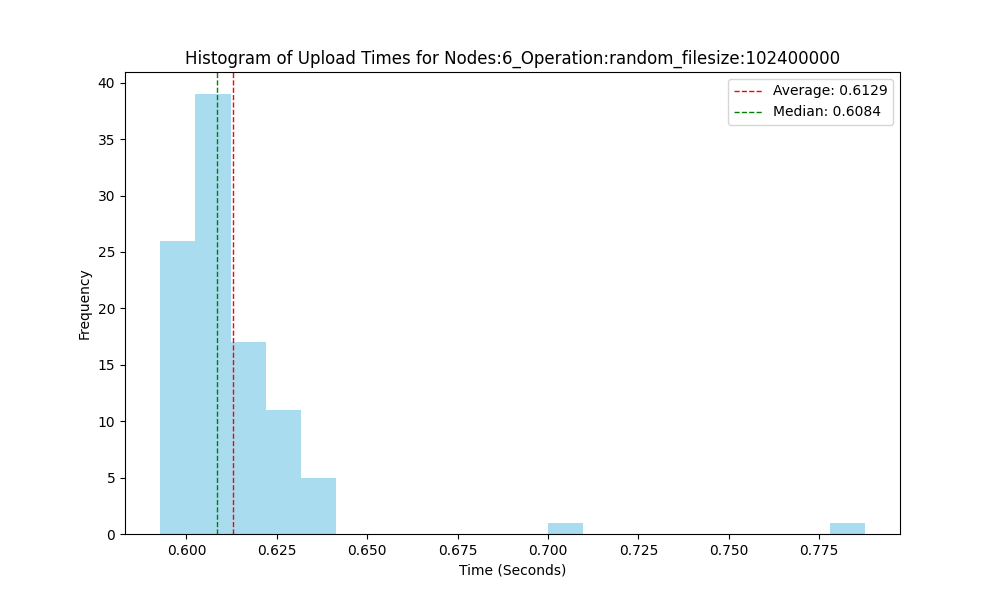 Histogram of Upload Times for Nodes:6_Operation:random_filesize:102400000
Average: 0.6129
Median: 0.6084
Frequency
40
35
30
25
20
15
10
5
0
0.600 0.625 0.650 0.675 0.700 0.725 0.750 0.775
Time (Seconds)